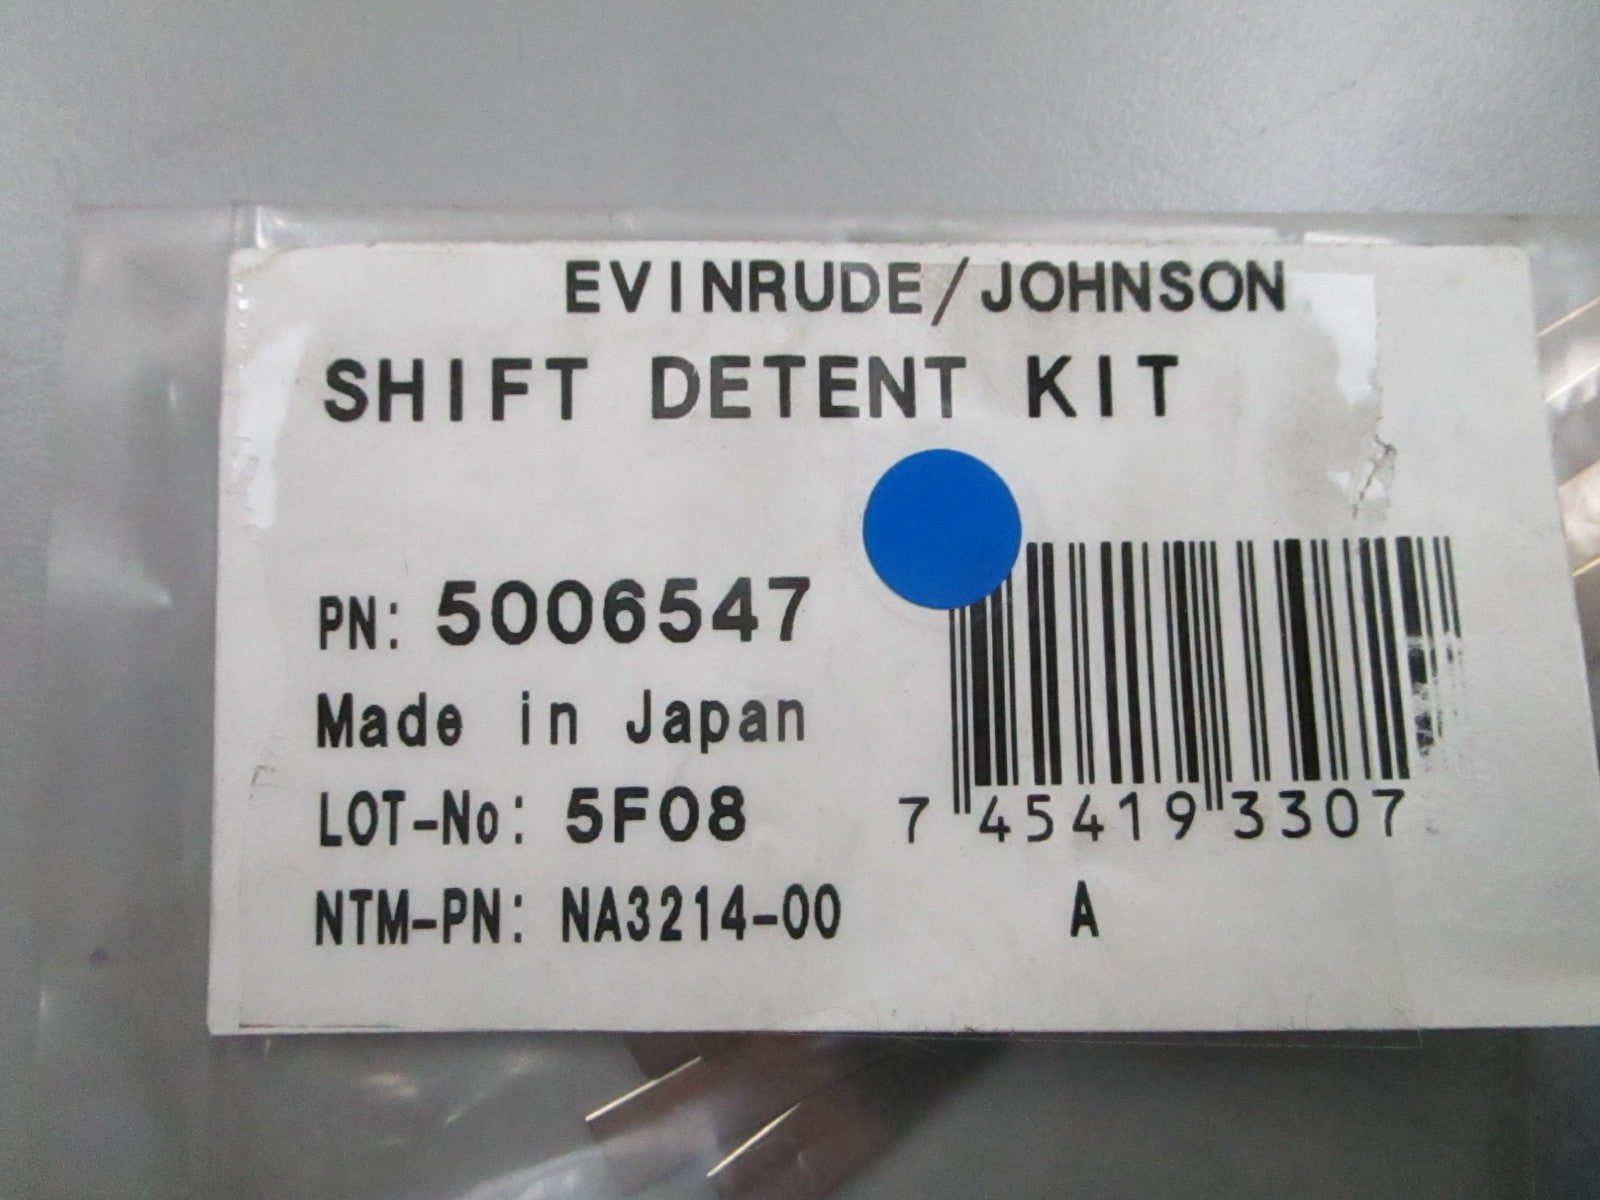 EVINRUDE/JOHNSON
SHIFT DETENT KIT
PN: 5006547
Made in Japan
LOT-No: 5F08
7 45419 3307
NTM-PN: NA3214-00 A